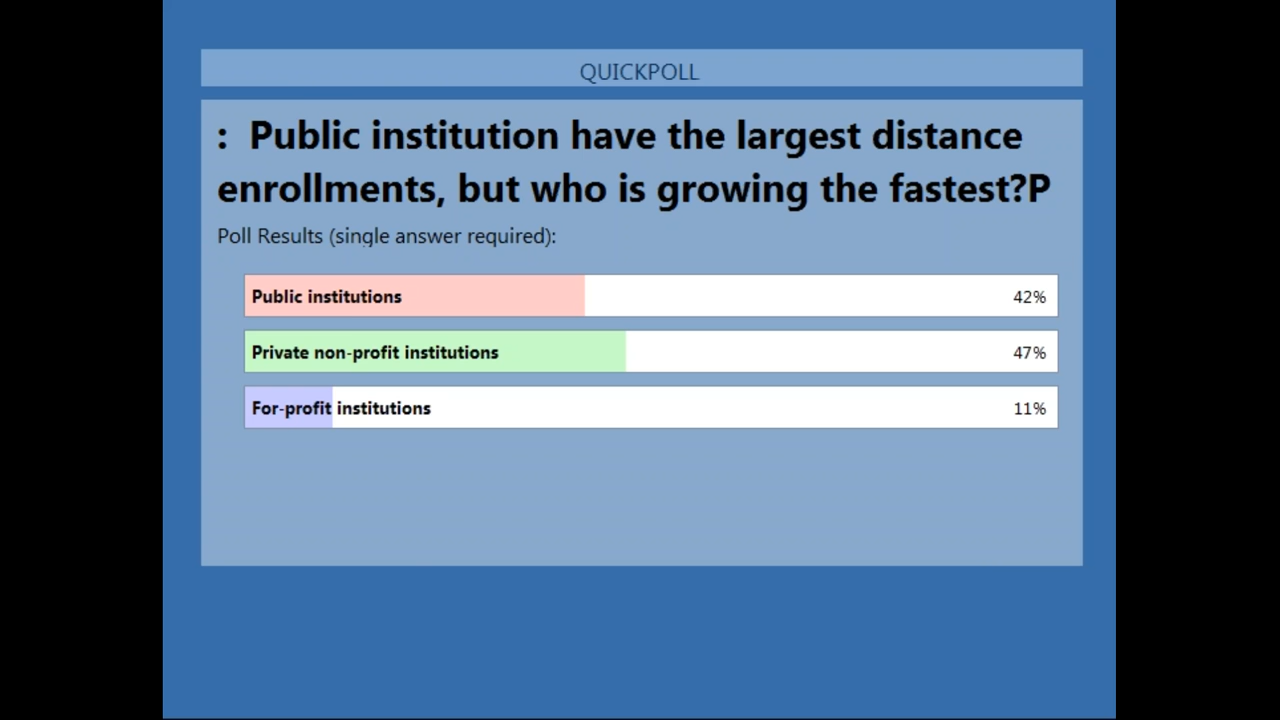 QUICKPOLL
:  Public institution have the largest distance
enrollments, but who is growing the fastest?P
Poll Results (single answer required):
Public institutions 42%
Private non-profit institutions 47%
For-profit institutions 11%